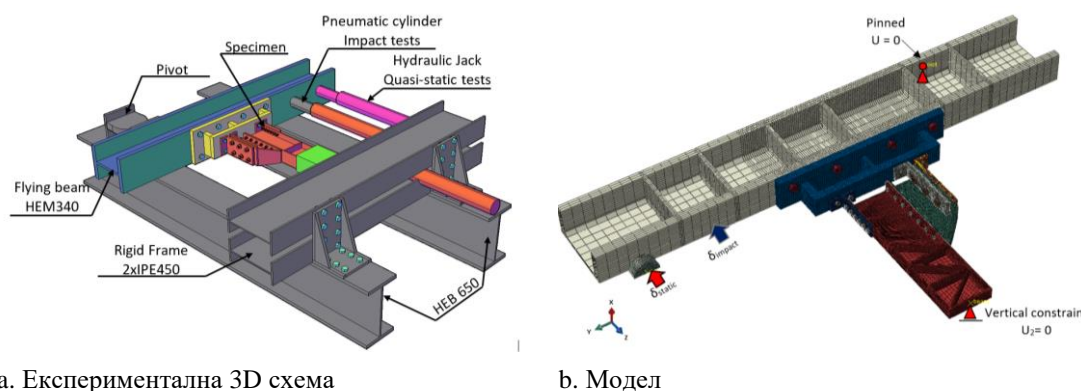 Pneumatic cylinder
Impact tests
Specimen
Hydraulic Jack
Quasi-static tests
Pivot
Flying beam
HEM340
Rigid Frame
2xIPE450
HEB 650
Pinned
U = 0
δimpact
δstatic
X
Y
Z
Vertical constrain
U2= 0
a. Експериментална 3D схема
b. Модел